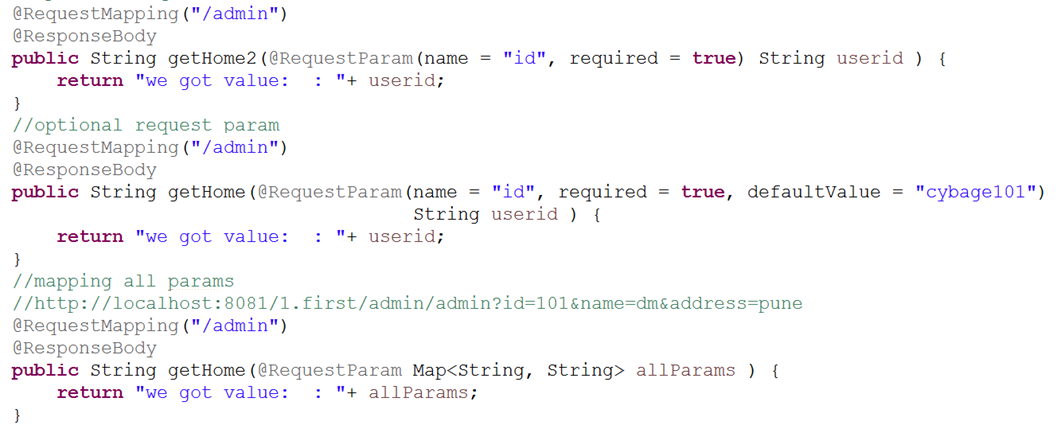 @RequestMapping("/admin")
@ResponseBody
public String getHome2(@RequestParam(name = "id", required = true) String userid ) {
    return "we got value:  : "+ userid;
}
//optional request param
@RequestMapping("/admin")
@ResponseBody
public String getHome(@RequestParam(name = "id", required = true, defaultValue = "cybage101")
                                    String userid ) {
    return "we got value:  : "+ userid;
}
//mapping all params
//http://localhost:8081/1.first/admin/admin?id=101&name=dm&address=pune
@RequestMapping("/admin")
@ResponseBody
public String getHome(@RequestParam Map<String, String> allParams ) {
    return "we got value:  : "+ allParams;
}